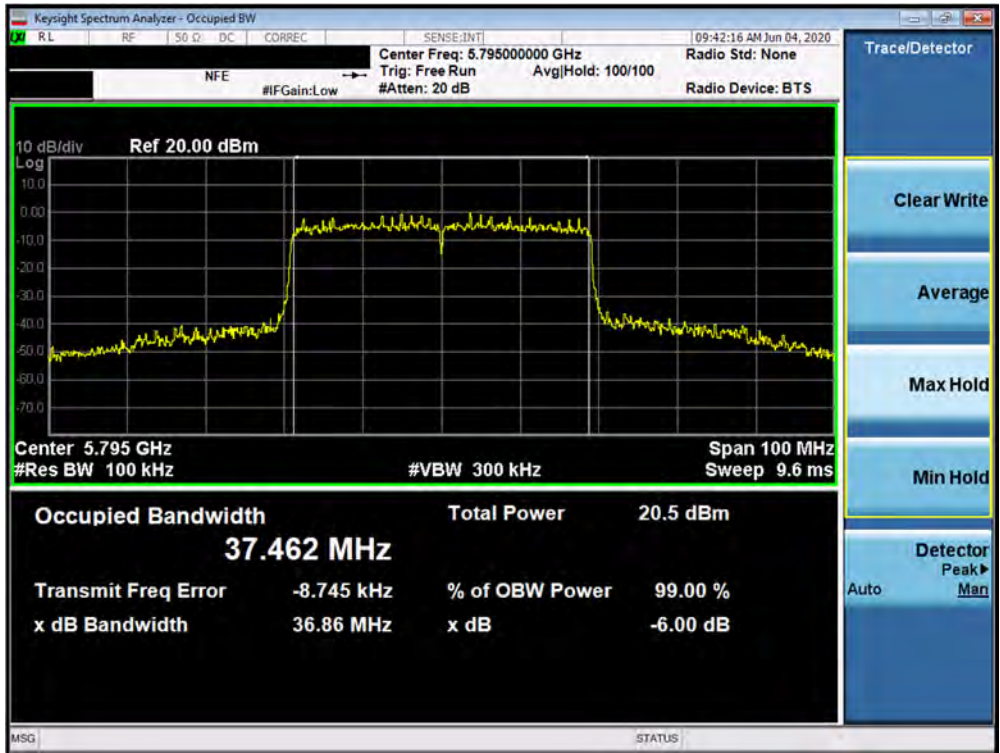 Keysight Spectrum Analyzer - Occupied BW
LXI RL RF 50 Ω DC CORREC SENSE:INT 09:42:16 AM Jun 04, 2020
Center Freq: 5.795000000 GHz Radio Std: None
NFE Trig: Free Run Avg|Hold: 100/100
#IFGain:Low #Atten: 20 dB Radio Device: BTS
10 dB/div Ref 20.00 dBm
Log
10.0
0.00
-10.0
-20.0
-30.0
-40.0
-50.0
-60.0
-70.0
Center 5.795 GHz Span 100 MHz
#Res BW 100 kHz #VBW 300 kHz Sweep 9.6 ms
Occupied Bandwidth Total Power 20.5 dBm
37.462 MHz
Transmit Freq Error -8.745 kHz % of OBW Power 99.00 %
x dB Bandwidth 36.86 MHz x dB -6.00 dB
Trace/Detector
Clear Write
Average
Max Hold
Min Hold
Detector
Peak▶
Auto Man
MSG STATUS